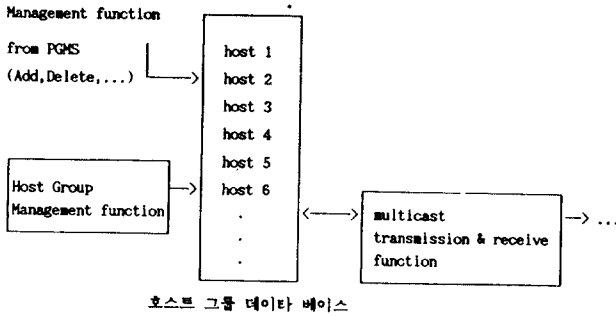 Management function
from PGMS
(Add,Delete,...)
host 1
host 2
host 3
host 4
host 5
host 6
.
.
.
Host Group
Management function
multicast
transmission & receive
function
...
호스트 그룹 데이타 베이스